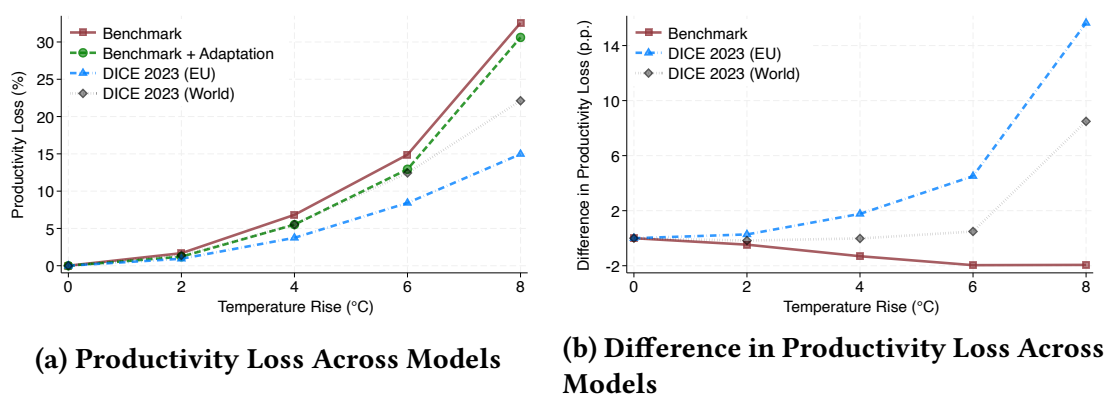 Productivity Loss (%)
30
25
20
15
10
5
0
Benchmark
Benchmark + Adaptation
DICE 2023 (EU)
DICE 2023 (World)
0 2 4 6 8
Temperature Rise (°C)
(a) Productivity Loss Across Models
Difference in Productivity Loss (p.p.)
14
10
6
2
-2
Benchmark
DICE 2023 (EU)
DICE 2023 (World)
0 2 4 6 8
Temperature Rise (°C)
(b) Difference in Productivity Loss Across
Models